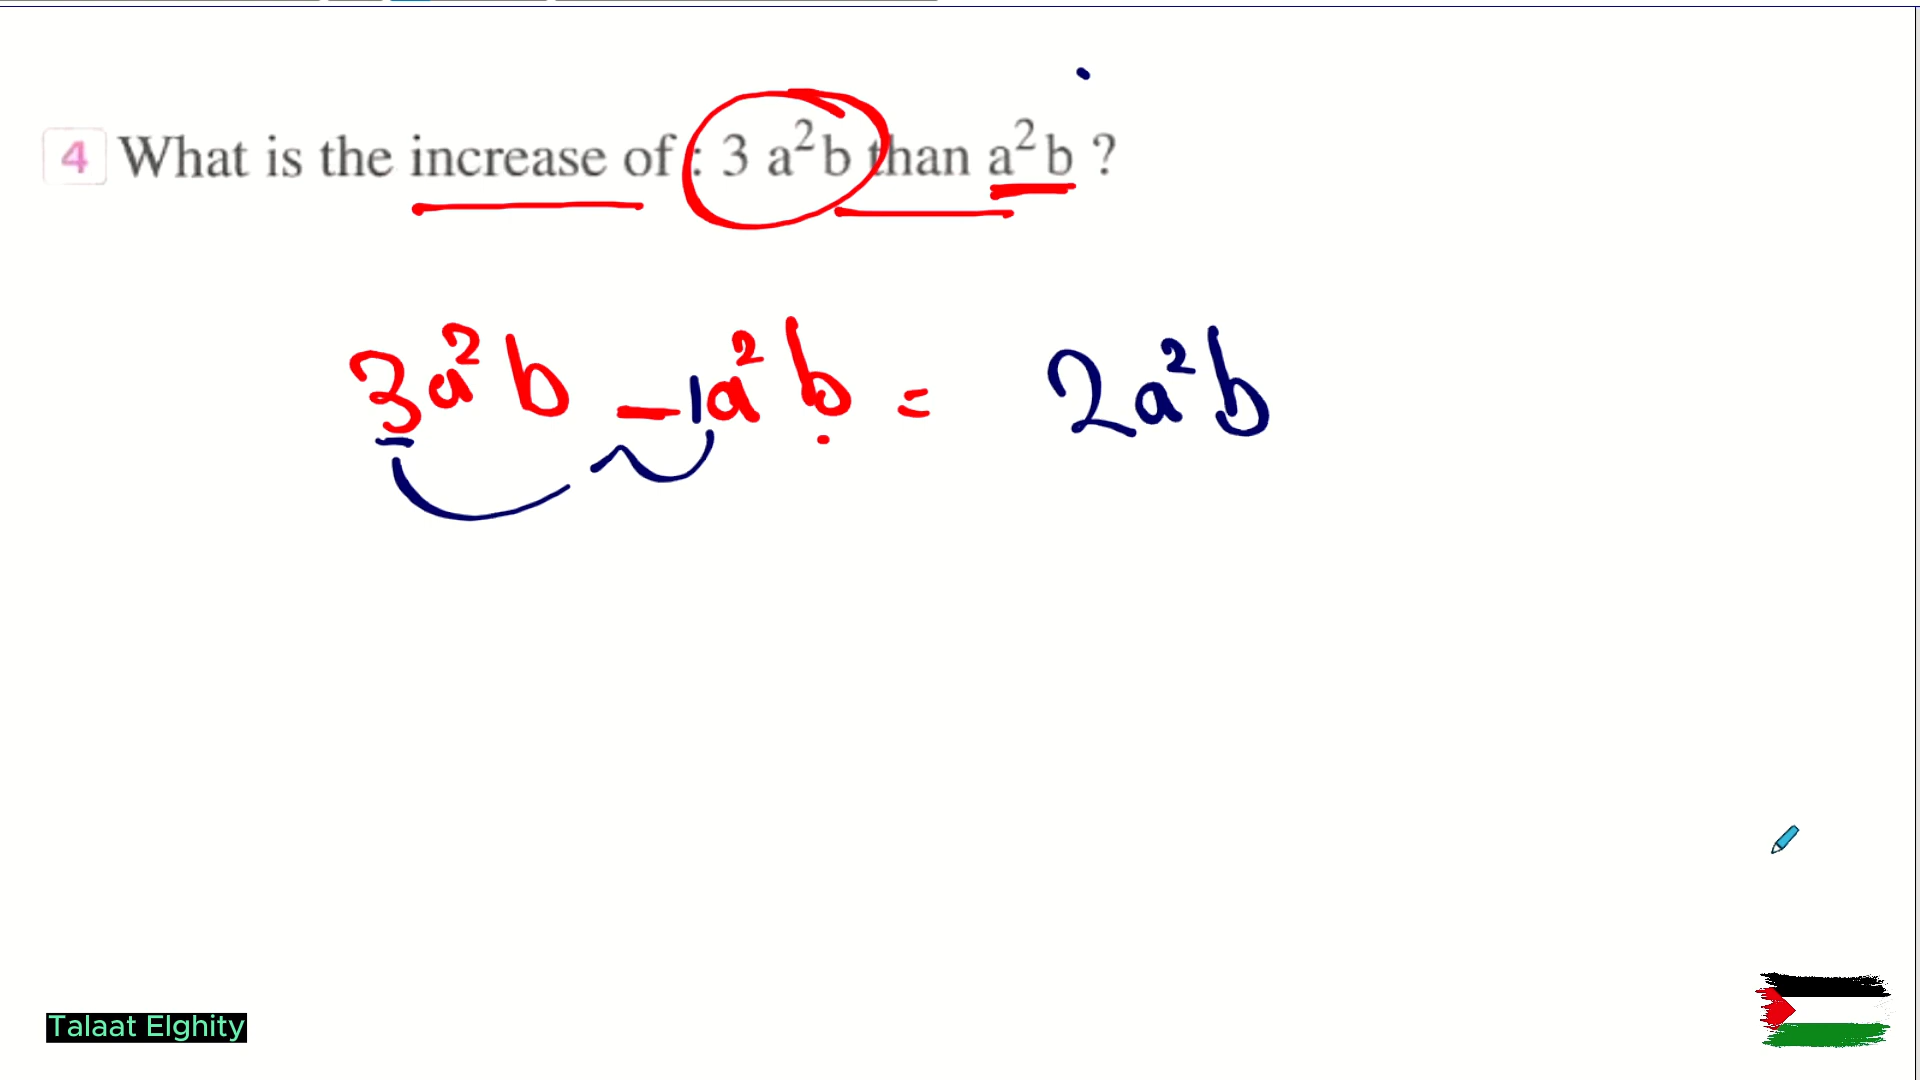 4 What is the increase of : 3 a²b than a²b ?
3a²b - 1a²b = 2a²b
Talaat Elghity